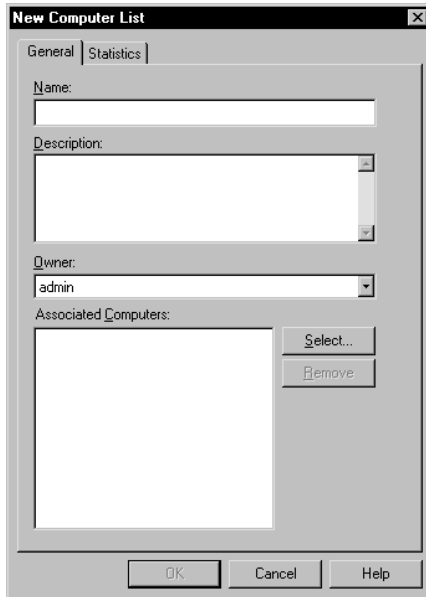 New Computer List
General Statistics
Name:
Description:
Owner:
admin
Associated Computers:
Select...
Remove
OK Cancel Help